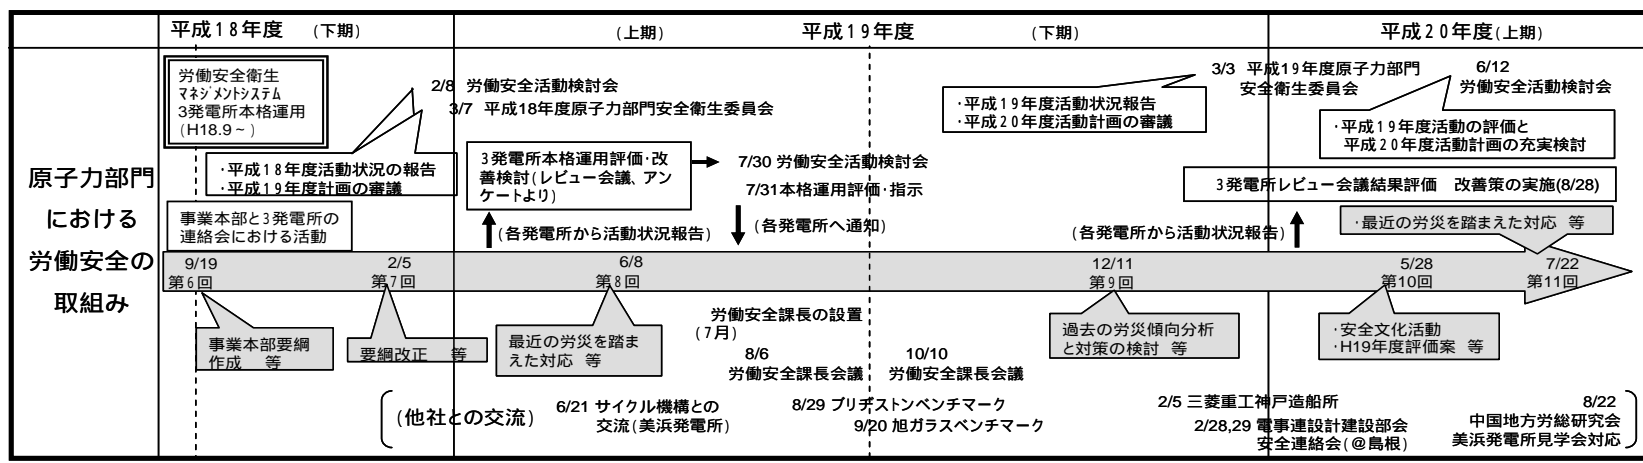 平成18年度 (下期)
(上期) 平成19年度 (下期)
平成20年度(上期)
原子力部門
における
労働安全の
取組み
労働安全衛生
マネジメントシステム
3発電所本格運用
(H18.9～)
2/8 労働安全活動検討会
3/7 平成18年度原子力部門安全衛生委員会
・平成18年度活動状況の報告
・平成19年度計画の審議
事業本部と3発電所の
連絡会における活動
3発電所本格運用評価・改
善検討(レビュー会議、アン
ケートより)
7/30 労働安全活動検討会
7/31本格運用評価・指示
(各発電所から活動状況報告)
(各発電所へ通知)
3/3 平成19年度原子力部門
安全衛生委員会
・平成19年度活動状況報告
・平成20年度活動計画の審議
6/12
労働安全活動検討会
・平成19年度活動の評価と
平成20年度活動計画の充実検討
3発電所レビュー会議結果評価 改善策の実施(8/28)
(各発電所から活動状況報告)
・最近の労災を踏まえた対応 等
9/19
第6回
2/5
第7回
6/8
第8回
12/11
第9回
5/28
第10回
7/22
第11回
事業本部要綱
作成 等
要綱改正 等
最近の労災を踏ま
えた対応 等
労働安全課長の設置
(7月)
8/6
労働安全課長会議
10/10
労働安全課長会議
過去の労災傾向分析
と対策の検討 等
・安全文化活動
・H19年度評価案 等
(他社との交流)
6/21 サイクル機構との
交流(美浜発電所)
8/29 ブリヂストンベンチマーク
9/20 旭ガラスベンチマーク
2/5 三菱重工神戸造船所
2/28,29 電事連設計建設部会
安全連絡会(@島根)
8/22
中国地方労総研究会
美浜発電所見学会対応